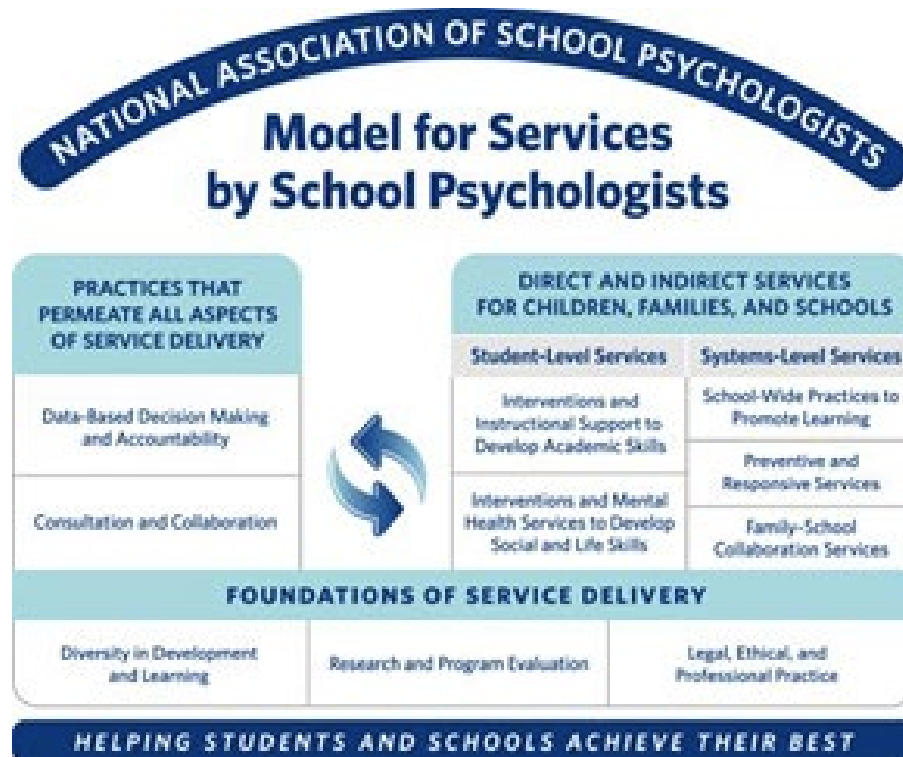 NATIONAL ASSOCIATION OF SCHOOL PSYCHOLOGISTS
Model for Services
by School Psychologists
PRACTICES THAT
PERMEATE ALL ASPECTS
OF SERVICE DELIVERY
Data-Based Decision Making
and Accountability
Consultation and Collaboration
DIRECT AND INDIRECT SERVICES
FOR CHILDREN, FAMILIES, AND SCHOOLS
Student-Level Services
Interventions and
Instructional Support to
Develop Academic Skills
Interventions and Mental
Health Services to Develop
Social and Life Skills
Systems-Level Services
School-Wide Practices to
Promote Learning
Preventive and
Responsive Services
Family-School
Collaboration Services
FOUNDATIONS OF SERVICE DELIVERY
Diversity in Development
and Learning
Research and Program Evaluation
Legal, Ethical, and
Professional Practice
HELPING STUDENTS AND SCHOOLS ACHIEVE THEIR BEST